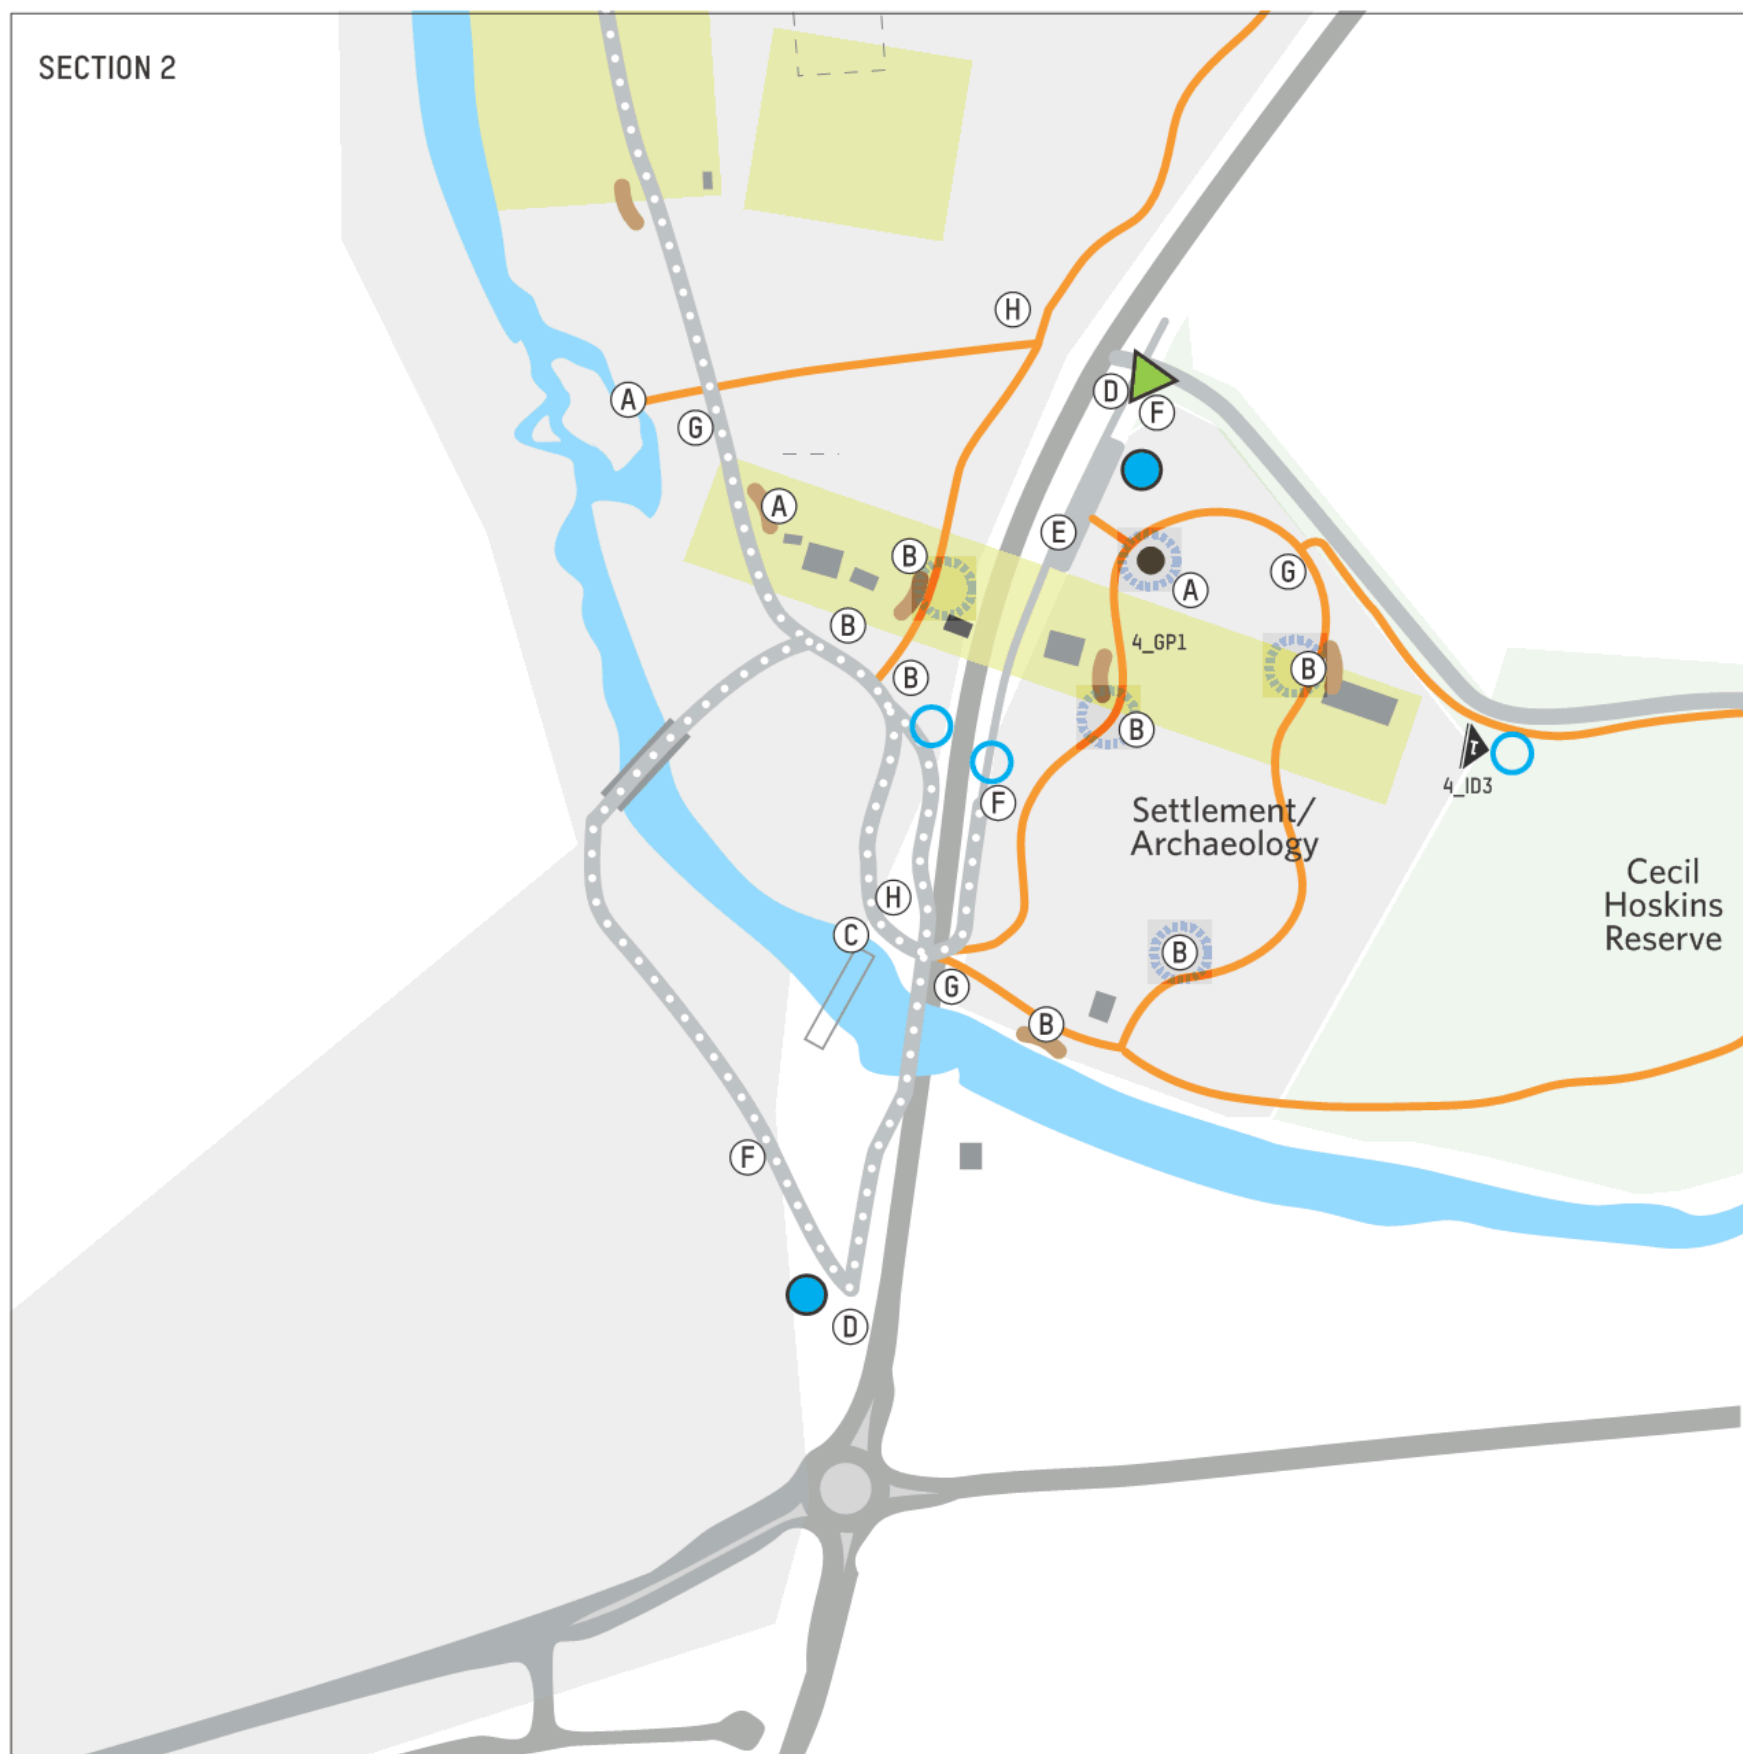 SECTION 2
H
D
F
A
G
A
E
B
G
A
B
4_GP1
B
B
B
4_ID3
F
Settlement/
Archaeology
Cecil
Hoskins
Reserve
H
C
B
G
B
F
D